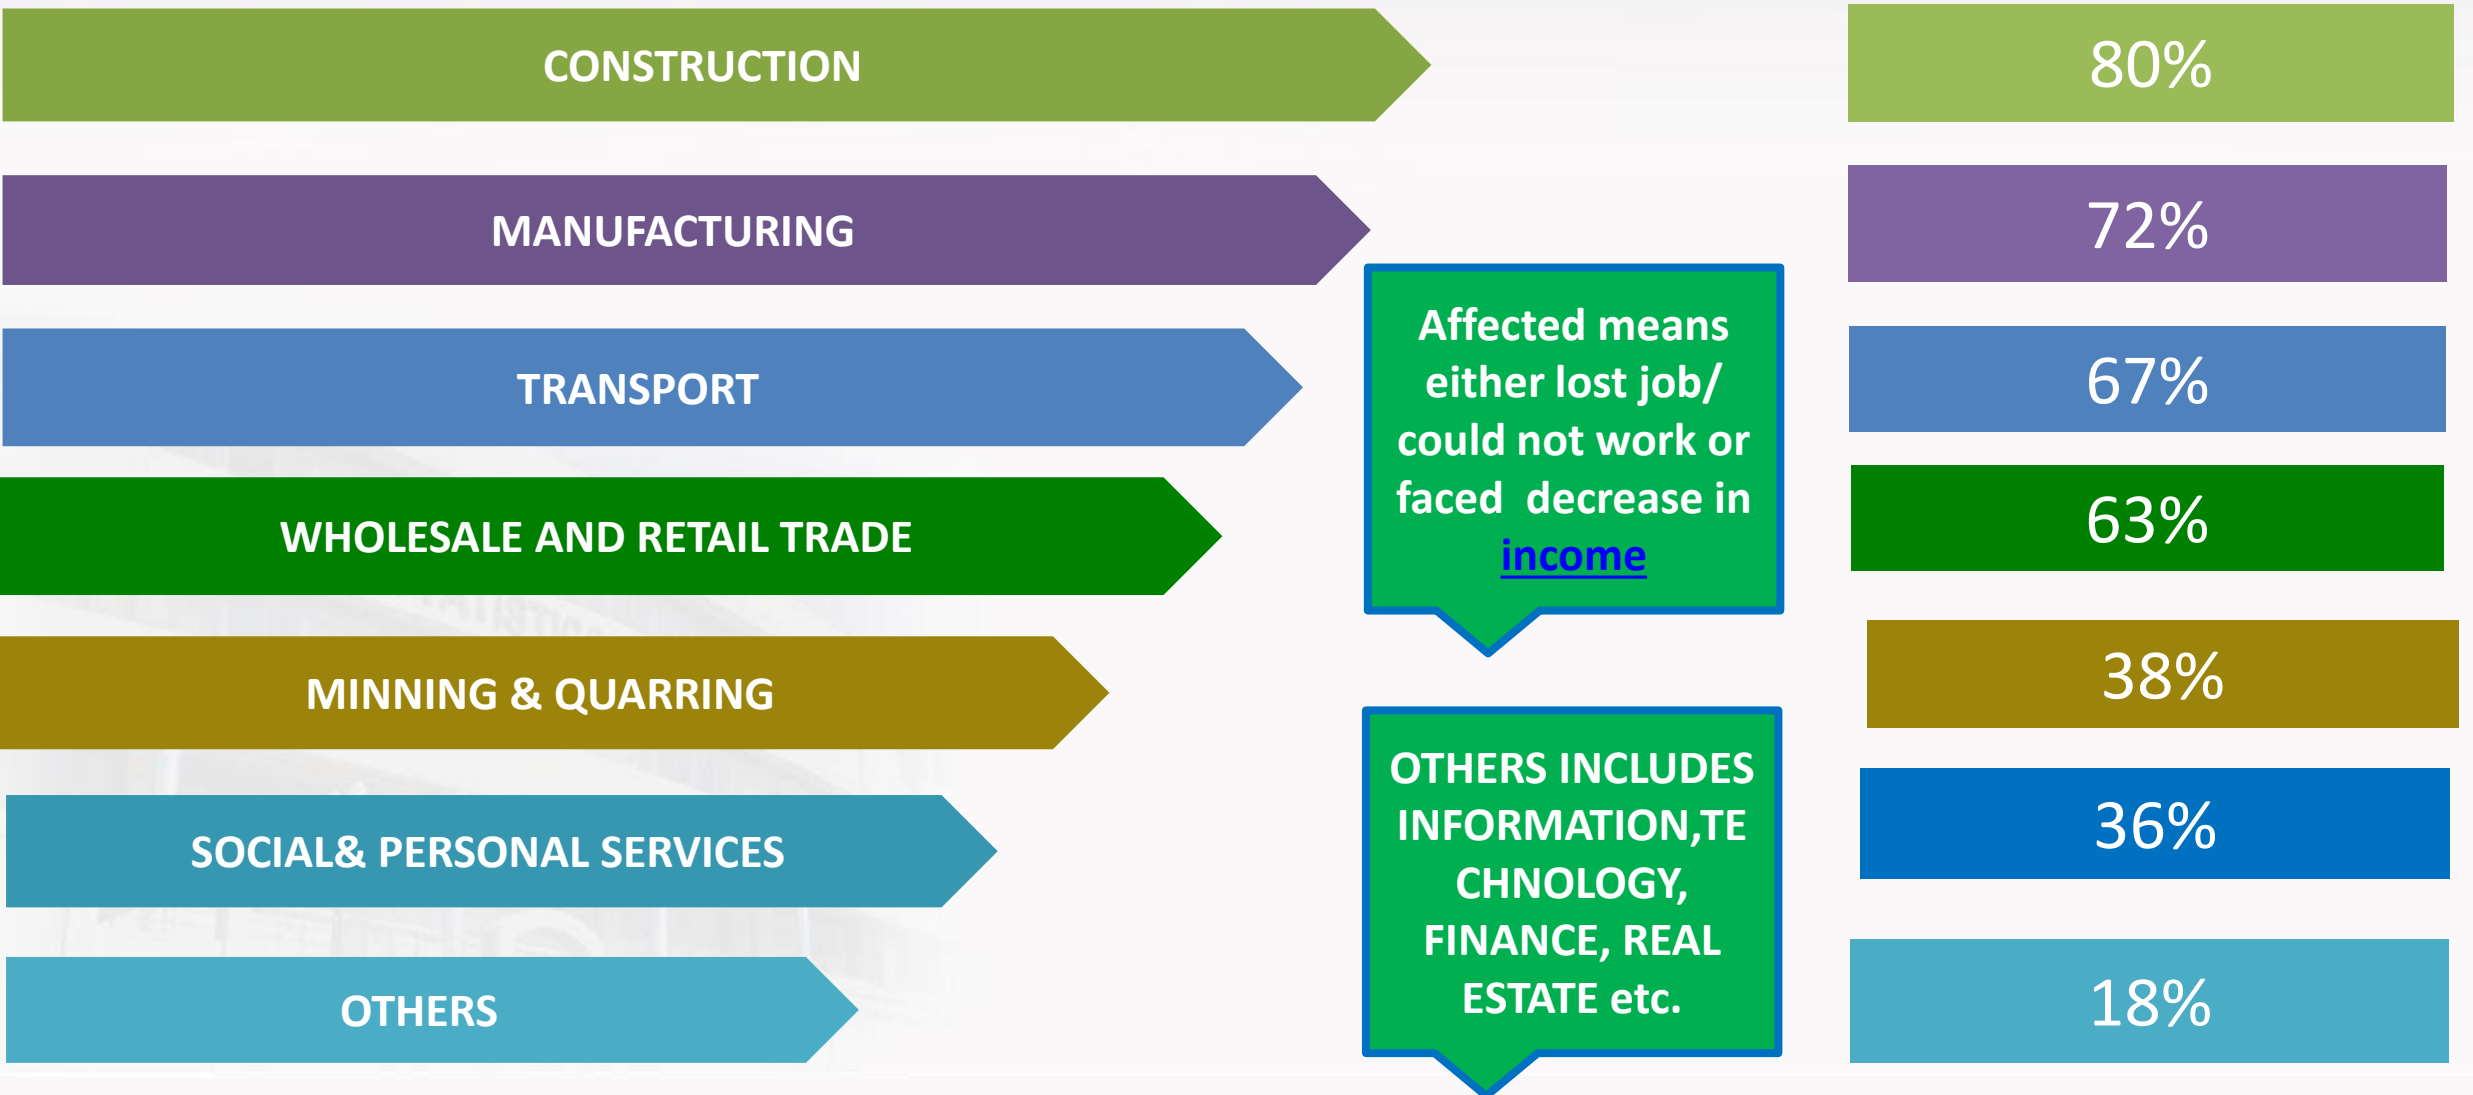 CONSTRUCTION
80%
MANUFACTURING
72%
TRANSPORT
67%
WHOLESALE AND RETAIL TRADE
63%
MINNING & QUARRING
38%
SOCIAL& PERSONAL SERVICES
36%
OTHERS
18%
Affected means
either lost job/
could not work or
faced  decrease in
income
OTHERS INCLUDES
INFORMATION,TE
CHNOLOGY,
FINANCE, REAL
ESTATE etc.